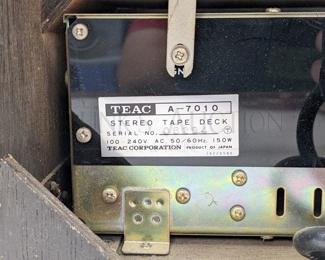 TEAC A-7010
STEREO TAPE DECK
SERIAL NO.
100-240V AC 50/60Hz 150W
TEAC CORPORATION PRODUCT OF JAPAN